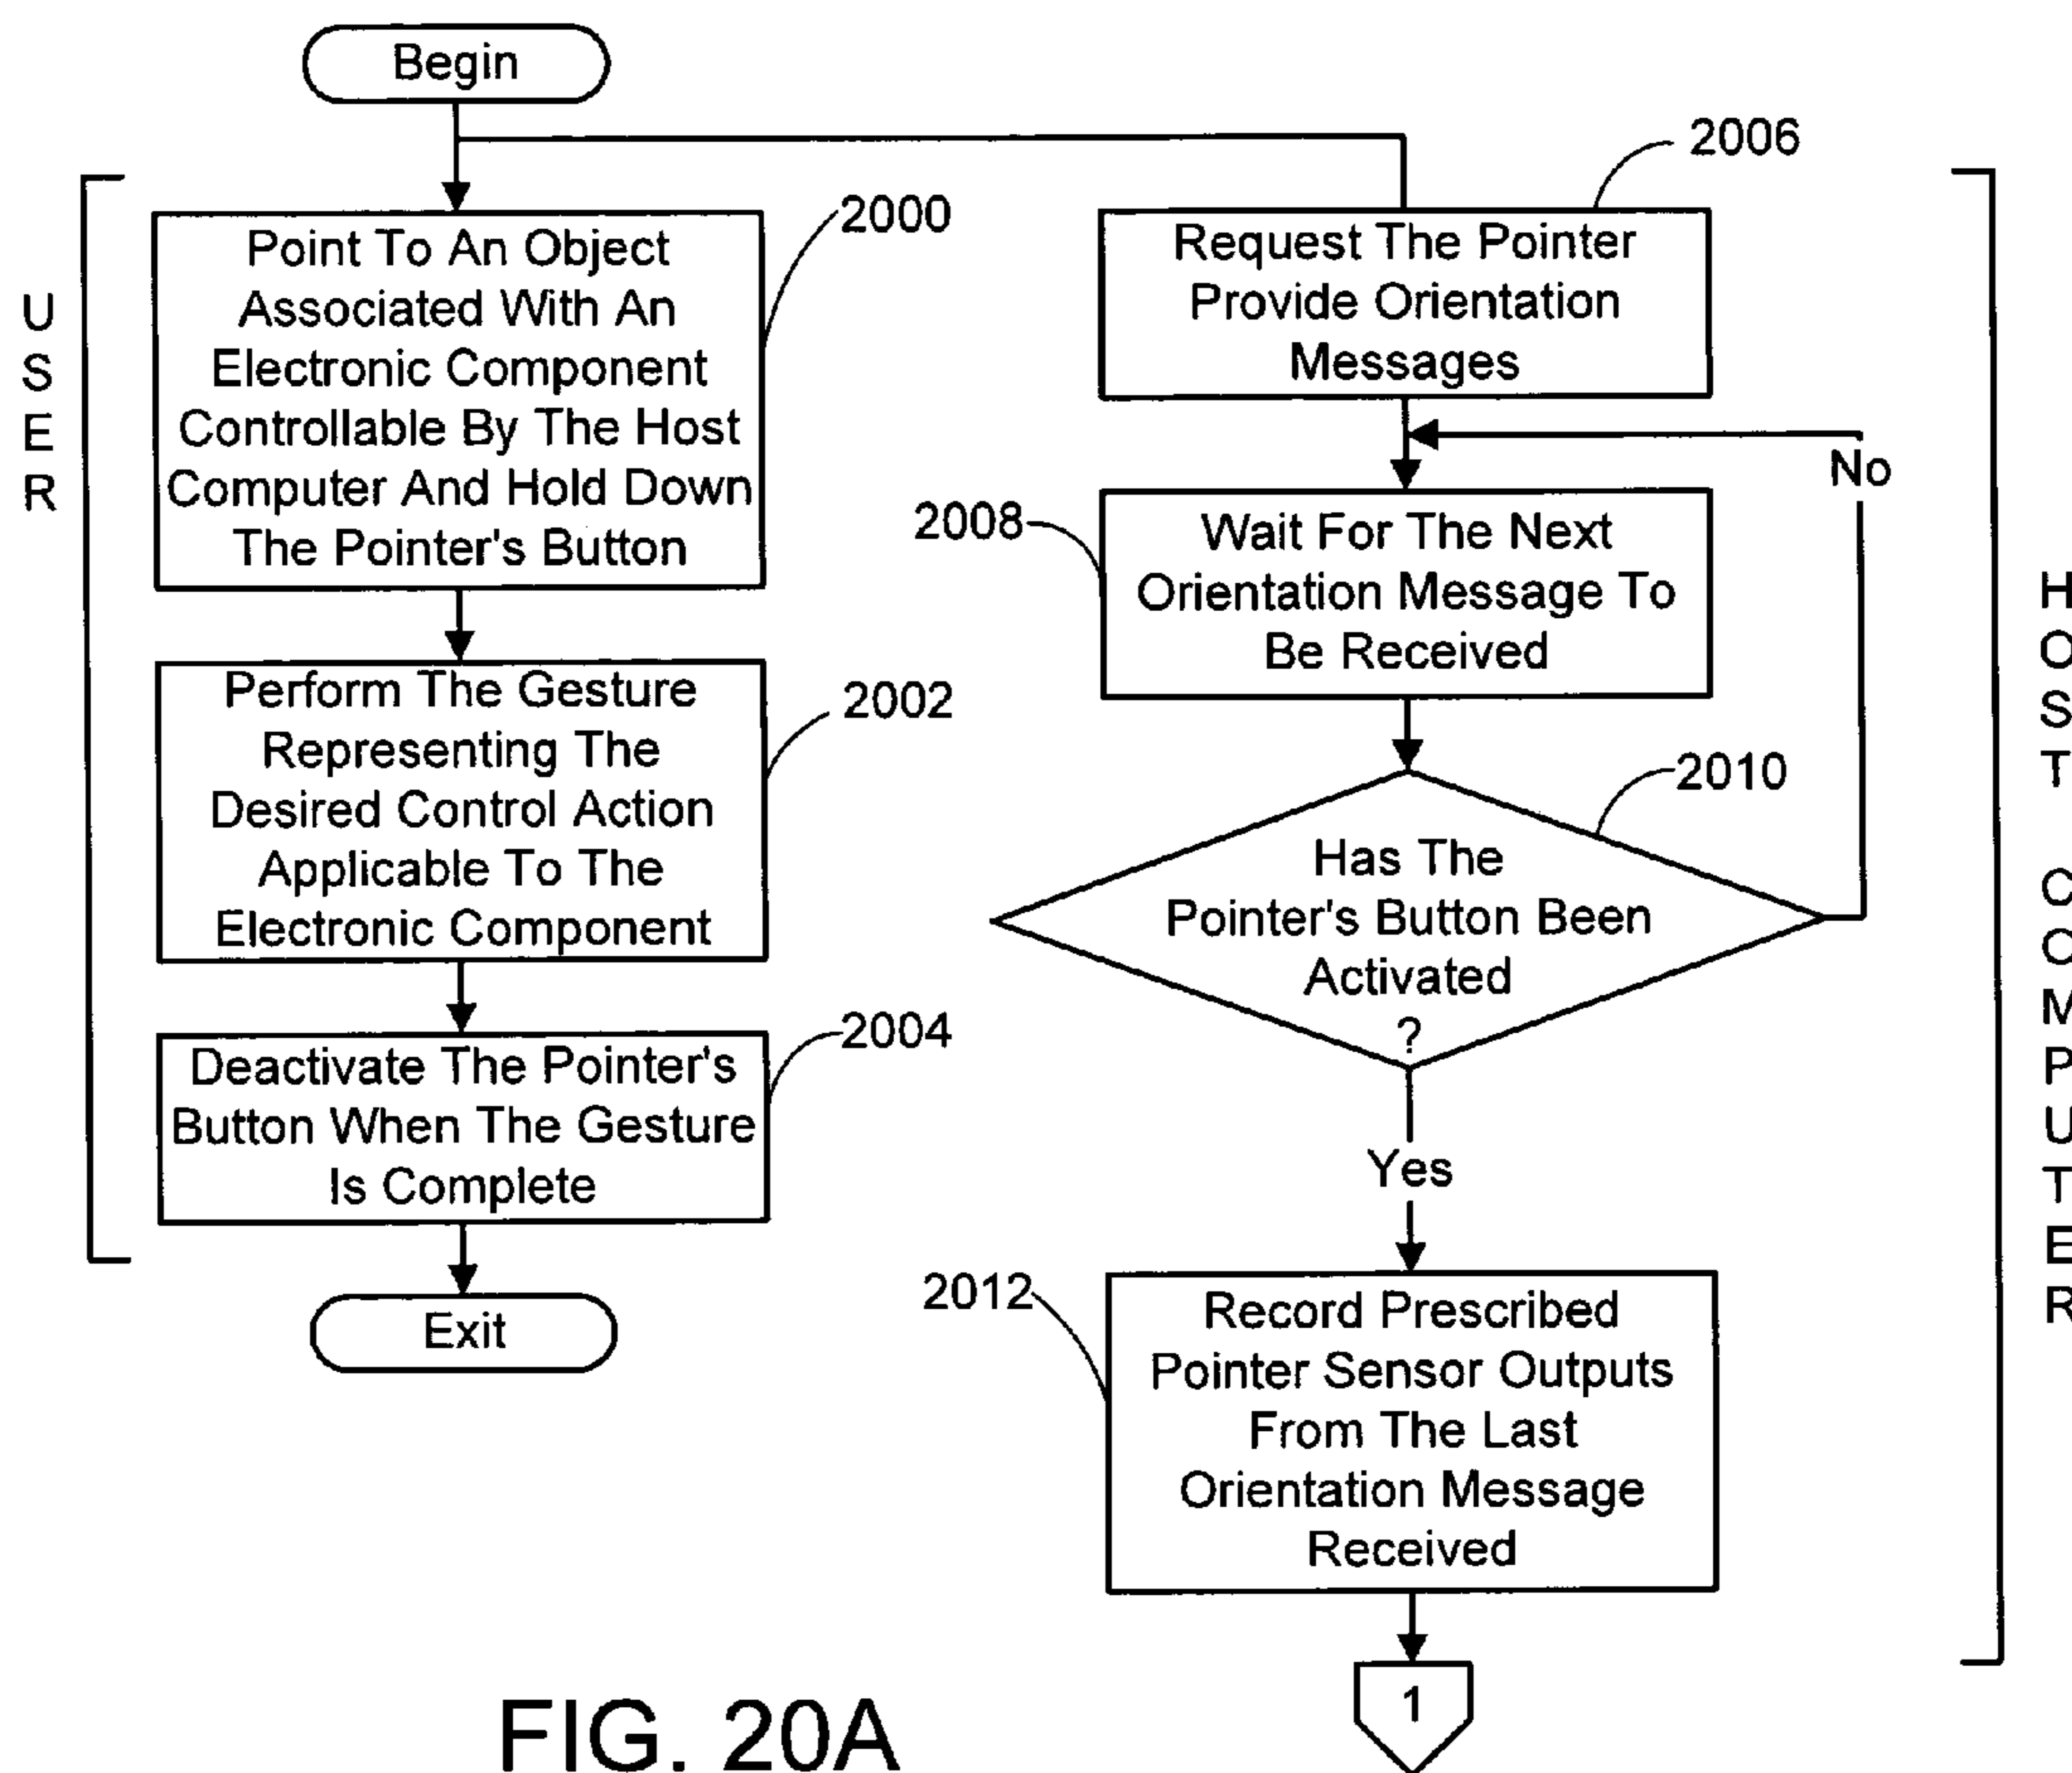 Begin
USER
Point To An Object
Associated With An
Electronic Component
Controllable By The Host
Computer And Hold Down
The Pointer's Button
2000
Perform The Gesture
Representing The
Desired Control Action
Applicable To The
Electronic Component
2002
Deactivate The Pointer's
Button When The Gesture
Is Complete
2004
Exit
2006
Request The Pointer
Provide Orientation
Messages
No
2008
Wait For The Next
Orientation Message To
Be Received
2010
Has The
Pointer's Button Been
Activated
?
Yes
2012
Record Prescribed
Pointer Sensor Outputs
From The Last
Orientation Message
Received
1
HOST COMPUTER
FIG. 20A